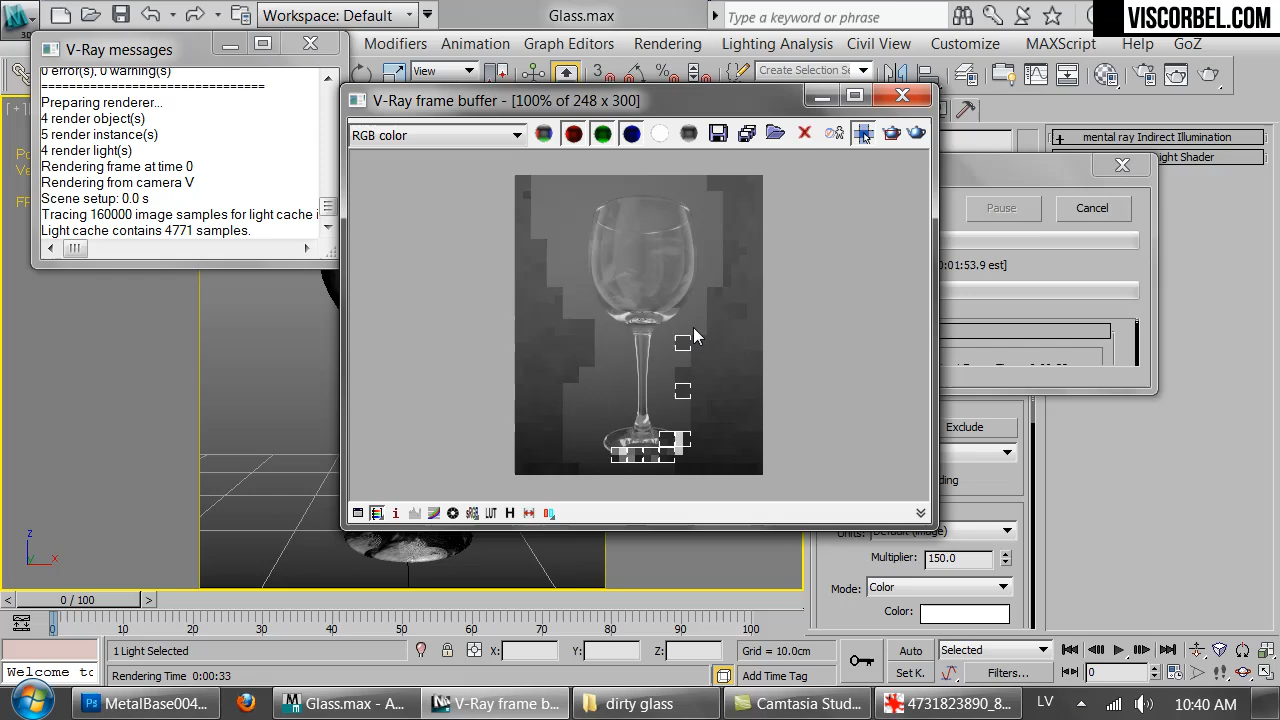 Workspace: Default
Glass.max
Type a keyword or phrase
VISCORBEL.COM
V-Ray messages
Modifiers
Animation
Graph Editors
Rendering
Lighting Analysis
Civil View
Customize
MAXScript
Help
GoZ
0 error(s), 0 warning(s)
===============================
Preparing renderer...
4 render object(s)
5 render instance(s)
4 render light(s)
Rendering frame at time 0
Rendering from camera V
Scene setup: 0.0 s
Tracing 160000 image samples for light cache i
Light cache contains 4771 samples.
View
Create Selection Se
V-Ray frame buffer - [100% of 248 x 300]
RGB color
mental ray Indirect Illumination
ght Shader
Pause
Cancel
0:01:53.9 est]
Exclude
ding
Units: Default (image)
Multiplier: 150.0
Mode: Color
Color:
LUT H
z
y
x
0 / 100
0 10 20 30 40 50 60 70 80 90 100
1 Light Selected
X:
Y:
Z:
Grid = 10.0cm
Auto
Selected
Welcome to
Rendering Time 0:00:33
Add Time Tag
Set K.
Filters...
0
MetalBase004...
Glass.max - A...
V-Ray frame b...
dirty glass
Camtasia Stud...
4731823890_8...
LV
10:40 AM